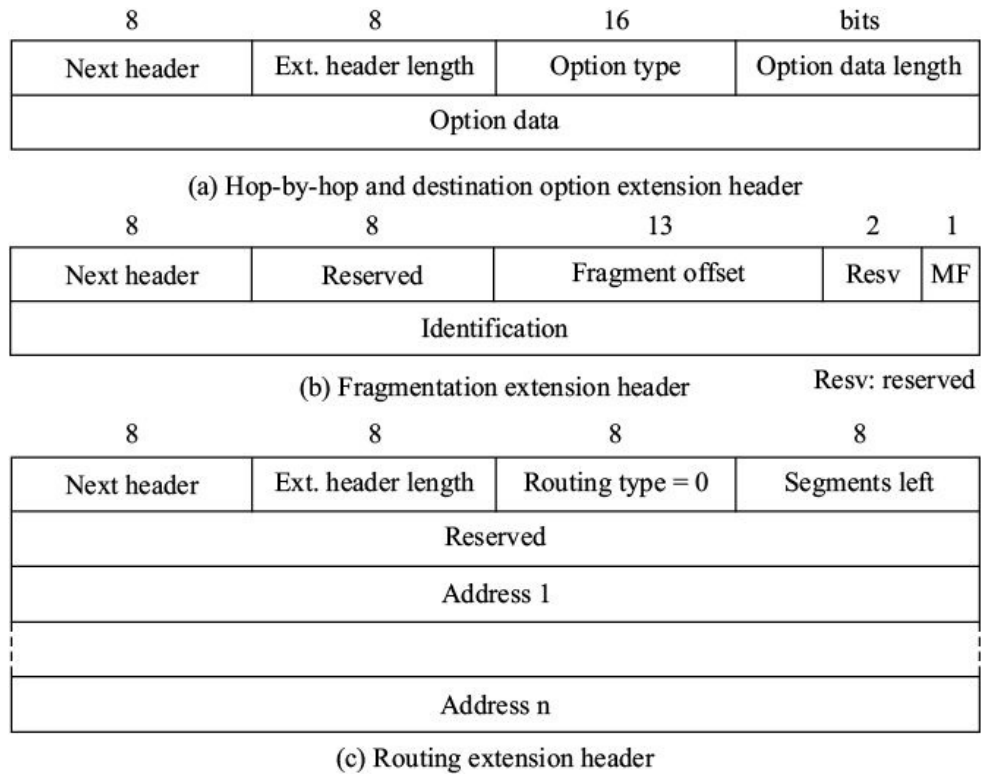 8 8 16 bits
Next header Ext. header length Option type Option data length
Option data
(a) Hop-by-hop and destination option extension header
8 8 13 2 1
Next header Reserved Fragment offset Resv MF
Identification
(b) Fragmentation extension header Resv: reserved
8 8 8 8
Next header Ext. header length Routing type = 0 Segments left
Reserved
Address 1
Address n
(c) Routing extension header